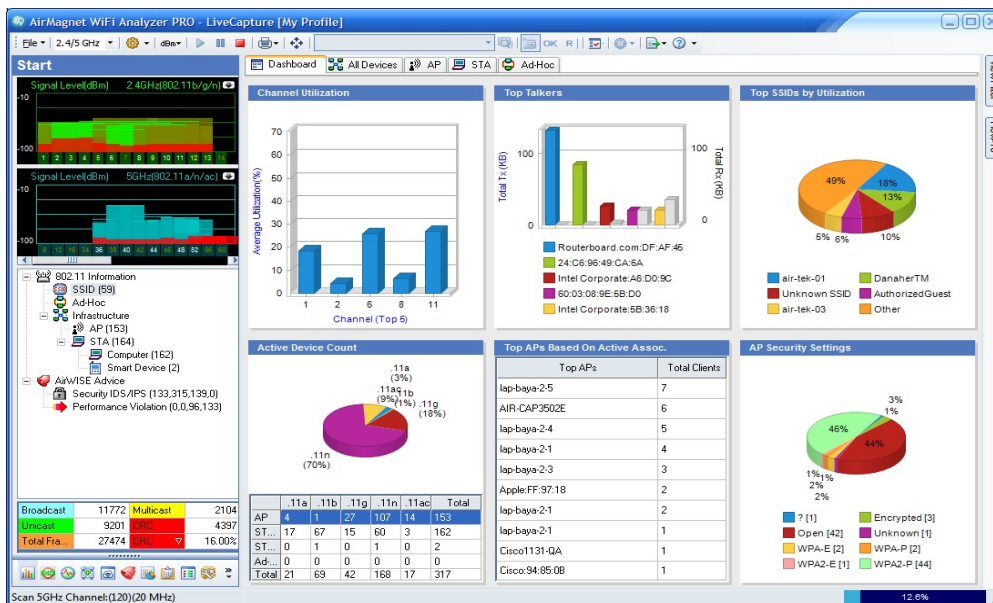 AirMagnet WiFi Analyzer PRO - LiveCapture [My Profile]
File 2.4/5 GHz dBm OK R
Start
Signal Level(dBm) 2.4GHz(802.11b/g/n)
-10
-100
1 2 3 4 5 6 7 8 9 10 11 12 13 14
Signal Level(dBm) 5GHz(802.11a/n/ac)
-10
-100
36 40 44 48 52
802.11 Information
SSID (59)
Ad-Hoc
Infrastructure
AP (153)
STA (164)
Computer (162)
Smart Device (2)
AirWISE Advice
Security IDS/IPS (133,315,139,0)
Performance Violation (0,0,96,133)
Broadcast 11772 Multicast 2104
Unicast 9201 CRC 4397
Total Fra... 27474 CRC 16.00%
Scan 5GHz Channel:(120)(20 MHz)
Dashboard All Devices AP STA Ad-Hoc
Channel Utilization
Average Utilization(%)
70
60
50
40
30
20
10
0
1 2 6 8 11
Channel (Top 5)
Top Talkers
Total Tx (KB)
100
0
100
0
Total Rx (KB)
Routerboard.com:DF:AF:45
24:C6:96:49:CA:6A
Intel Corporate:A6:D0:9C
60:03:08:9E:5B:D0
Intel Corporate:5B:36:18
Top SSIDs by Utilization
49% 18%
13%
5% 6% 10%
air-tek-01 DanaherTM
Unknown SSID AuthorizedGuest
air-tek-03 Other
Active Device Count
.11a
(3%)
.11ac .11b
(9%) (1%) .11g
(18%)
.11n
(70%)
.11a .11b .11g .11n .11ac Total
AP 4 1 27 107 14 153
ST... 17 67 15 60 3 162
ST... 0 1 0 1 0 2
Ad-... 0 0 0 0 0 0
Total 21 69 42 168 17 317
Top APs Based On Active Assoc.
Top APs Total Clients
lap-baya-2-5 7
AIR-CAP3502E 6
lap-baya-2-4 5
lap-baya-2-1 4
lap-baya-2-3 3
Apple:FF:97:18 2
lap-baya-2-1 2
lap-baya-2-1 1
Cisco1131-QA 1
Cisco:94:85:0B 1
AP Security Settings
3%
1%
46% 44%
1% 1%
2%
2%
? [1] Encrypted [3]
Open [42] Unknown [1]
WPA-E [2] WPA-P [2]
WPA2-E [1] WPA2-P [44]
12.6%